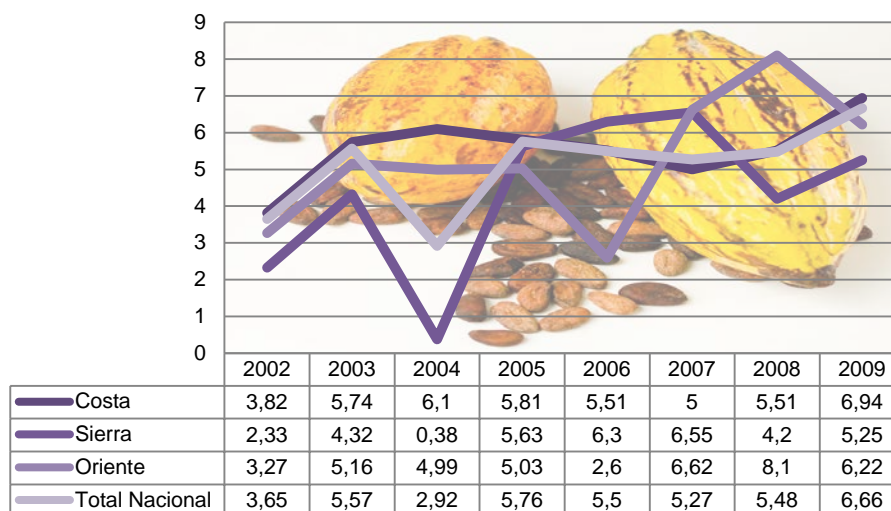 9
8
7
6
5
4
3
2
1
0
2002 2003 2004 2005 2006 2007 2008 2009
Costa 3,82 5,74 6,1 5,81 5,51 5 5,51 6,94
Sierra 2,33 4,32 0,38 5,63 6,3 6,55 4,2 5,25
Oriente 3,27 5,16 4,99 5,03 2,6 6,62 8,1 6,22
Total Nacional 3,65 5,57 2,92 5,76 5,5 5,27 5,48 6,66